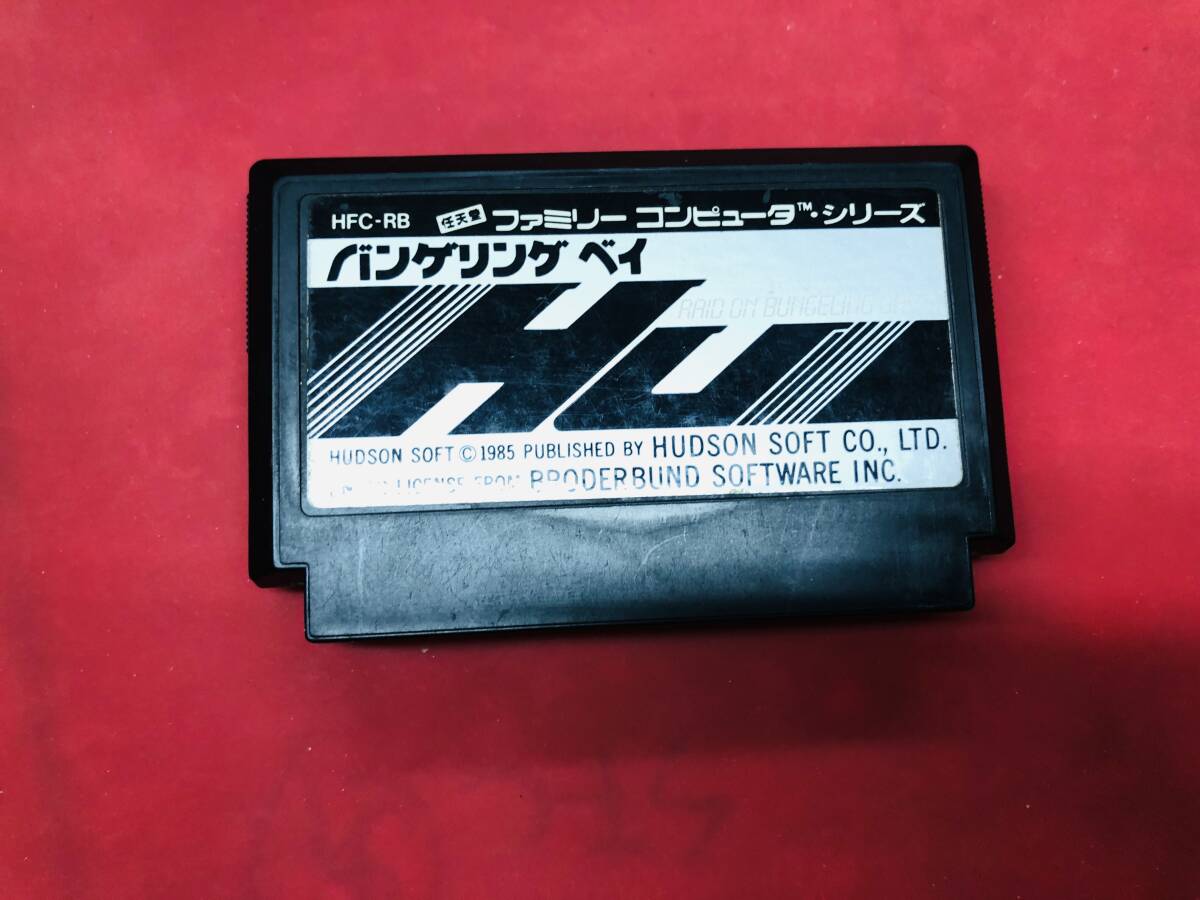 HFC-RB 任天堂 ファミリー コンピュータ™・シリーズ
バンゲリング ベイ
RAID ON BUNGELING
HUDSON SOFT © 1985 PUBLISHED BY HUDSON SOFT CO., LTD.
LICENSE FROM BRODERBUND SOFTWARE INC.